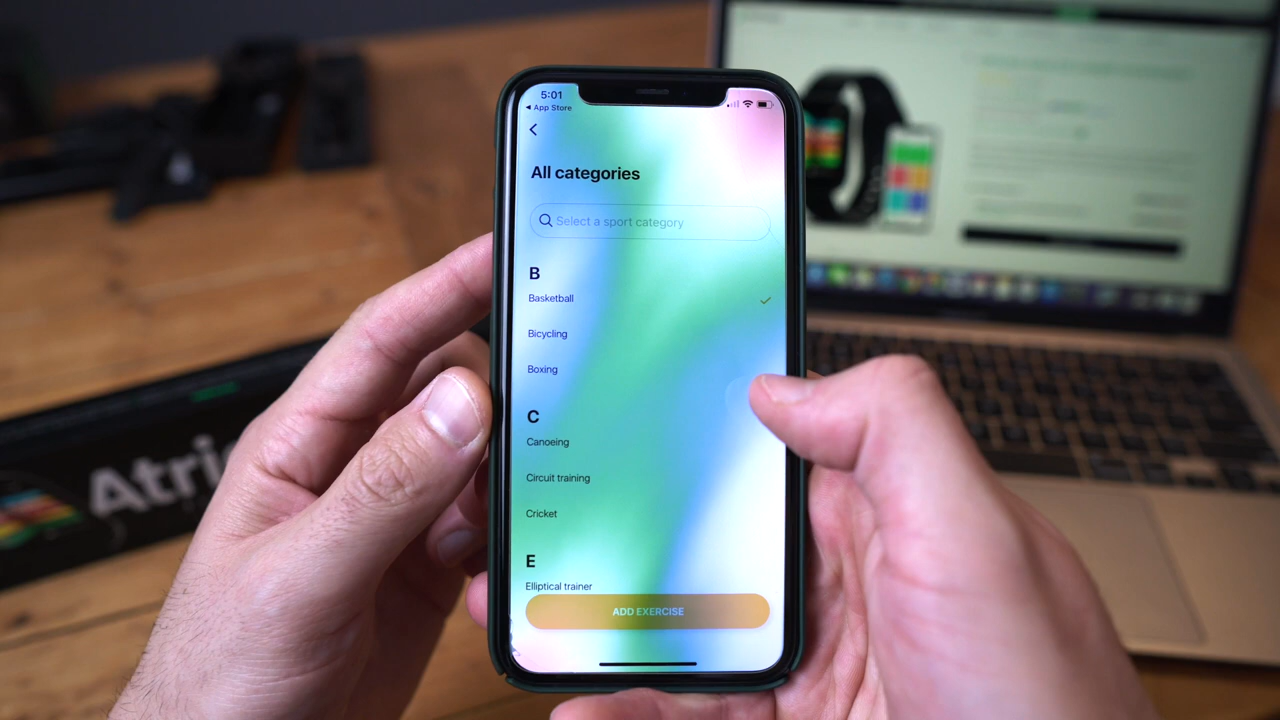 5:01
App Store
All categories
Select a sport category
B
Basketball
Bicycling
Boxing
C
Canoeing
Circuit training
Cricket
E
Elliptical trainer
ADD EXERCISE